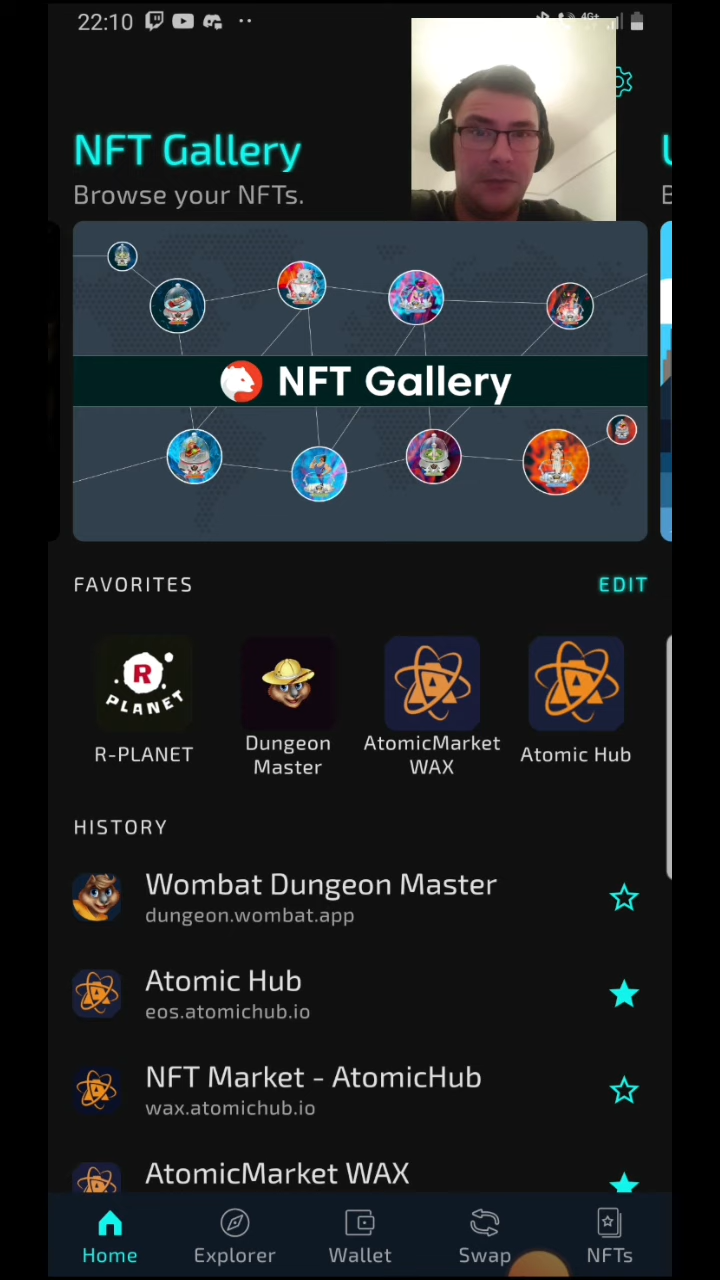 22:10
4G+
NFT Gallery
Browse your NFTs.
NFT Gallery
FAVORITES
EDIT
R
PLANET
R-PLANET
Dungeon
Master
AtomicMarket
WAX
Atomic Hub
HISTORY
Wombat Dungeon Master
dungeon.wombat.app
Atomic Hub
eos.atomichub.io
NFT Market - AtomicHub
wax.atomichub.io
AtomicMarket WAX
Home
Explorer
Wallet
Swap
NFTs